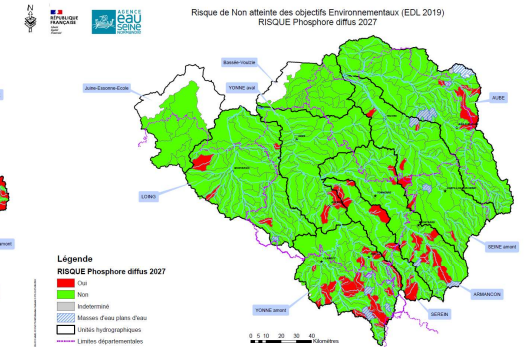 RÉPUBLIQUE
FRANÇAISE
AGENCE
eau
SEINE
NORMANDIE
Risque de Non atteinte des objectifs Environnementaux (EDL 2019)
RISQUE Phosphore diffus 2027
Bassée-Voulzie
YONNE aval
Juine-Essonne-Ecole
AUBE
LOING
SEINE amont
ARMANCON
SEREIN
YONNE amont
amont
Légende
RISQUE Phosphore diffus 2027
Oui
Non
Indeterminé
Masses d'eau plans d'eau
Unités hydrographiques
Limites départementales
0 5 10 20 30 40
Kilomètres